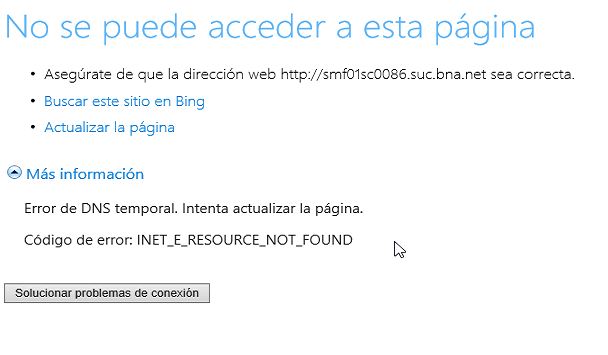 No se puede acceder a esta página
• Asegúrate de que la dirección web http://smf01sc0086.suc.bna.net sea correcta.
• Buscar este sitio en Bing
• Actualizar la página
Más información
Error de DNS temporal. Intenta actualizar la página.
Código de error: INET_E_RESOURCE_NOT_FOUND
Solucionar problemas de conexión